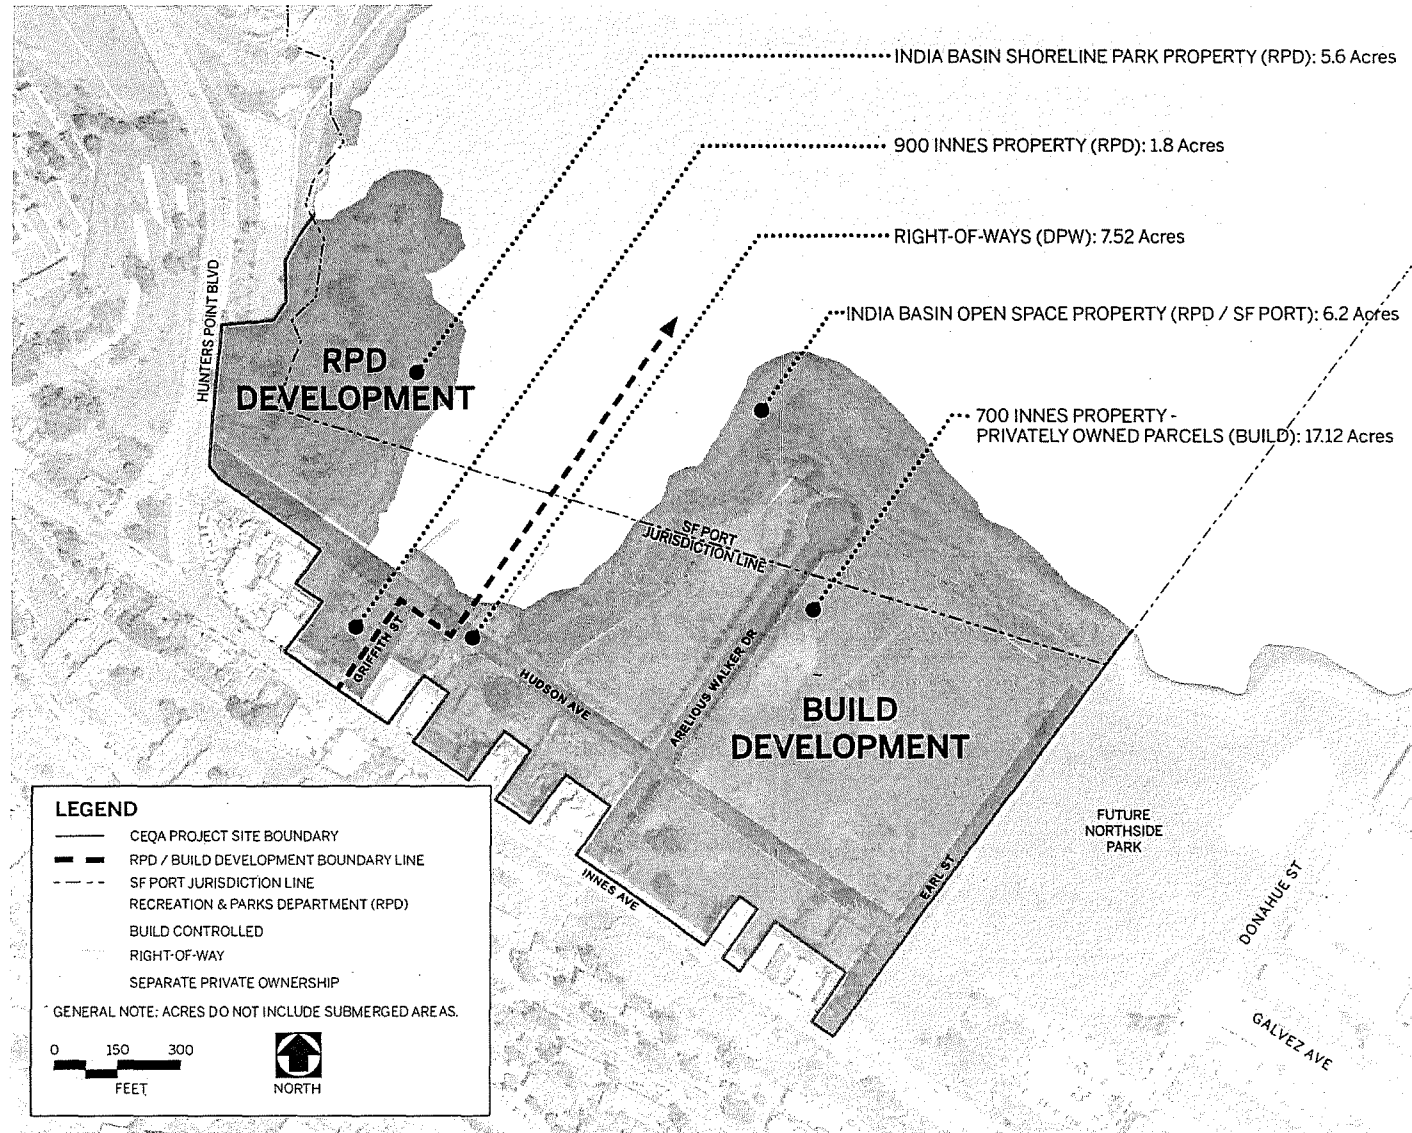 INDIA BASIN SHORELINE PARK PROPERTY (RPD): 5.6 Acres
900 INNES PROPERTY (RPD): 1.8 Acres
RIGHT-OF-WAYS (DPW): 7.52 Acres
INDIA BASIN OPEN SPACE PROPERTY (RPD / SF PORT): 6.2 Acres
700 INNES PROPERTY -
PRIVATELY OWNED PARCELS (BUILD): 17.12 Acres
HUNTERS POINT BLVD
RPD
DEVELOPMENT
SF PORT
JURISDICTION LINE
GRIFFITH ST
HUDSON AVE
ARELIOUS WALKER DR
BUILD
DEVELOPMENT
INNES AVE
EARL ST
FUTURE
NORTHSIDE
PARK
DONAHUE ST
GALVEZ AVE
LEGEND
CEQA PROJECT SITE BOUNDARY
RPD / BUILD DEVELOPMENT BOUNDARY LINE
SF PORT JURISDICTION LINE
RECREATION & PARKS DEPARTMENT (RPD)
BUILD CONTROLLED
RIGHT-OF-WAY
SEPARATE PRIVATE OWNERSHIP
GENERAL NOTE: ACRES DO NOT INCLUDE SUBMERGED AREAS.
0 150 300
FEET
NORTH